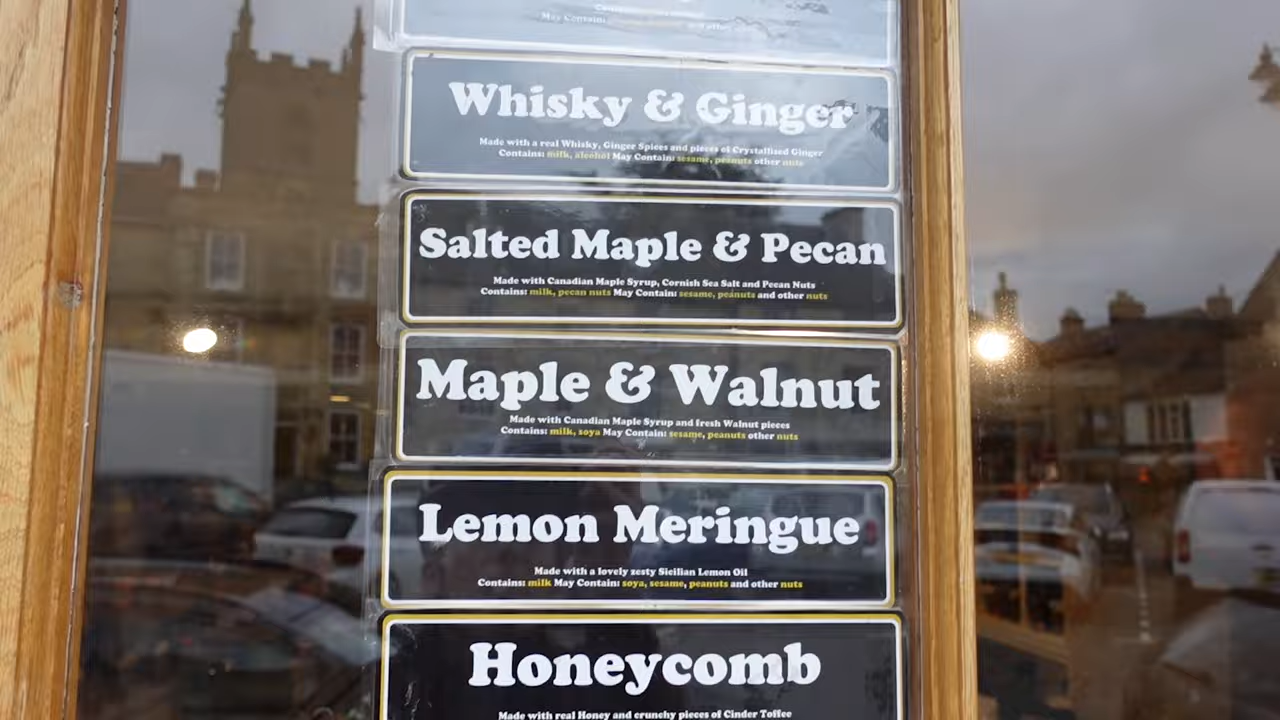 May Contain:
Whisky & Ginger
Made with a real Whisky, Ginger Spices and pieces of Crystallised Ginger
Contains: milk, alcohol May Contain: sesame, peanuts other nuts
Salted Maple & Pecan
Made with Canadian Maple Syrup, Cornish Sea Salt and Pecan Nuts
Contains: milk, pecan nuts May Contain: sesame, peanuts and other nuts
Maple & Walnut
Made with Canadian Maple Syrup and fresh Walnut pieces
Contains: milk, soya May Contain: sesame, peanuts other nuts
Lemon Meringue
Made with a lovely zesty Sicilian Lemon Oil
Contains: milk May Contain: soya, sesame, peanuts and other nuts
Honeycomb
Made with real Honey and crunchy pieces of Cinder Toffee